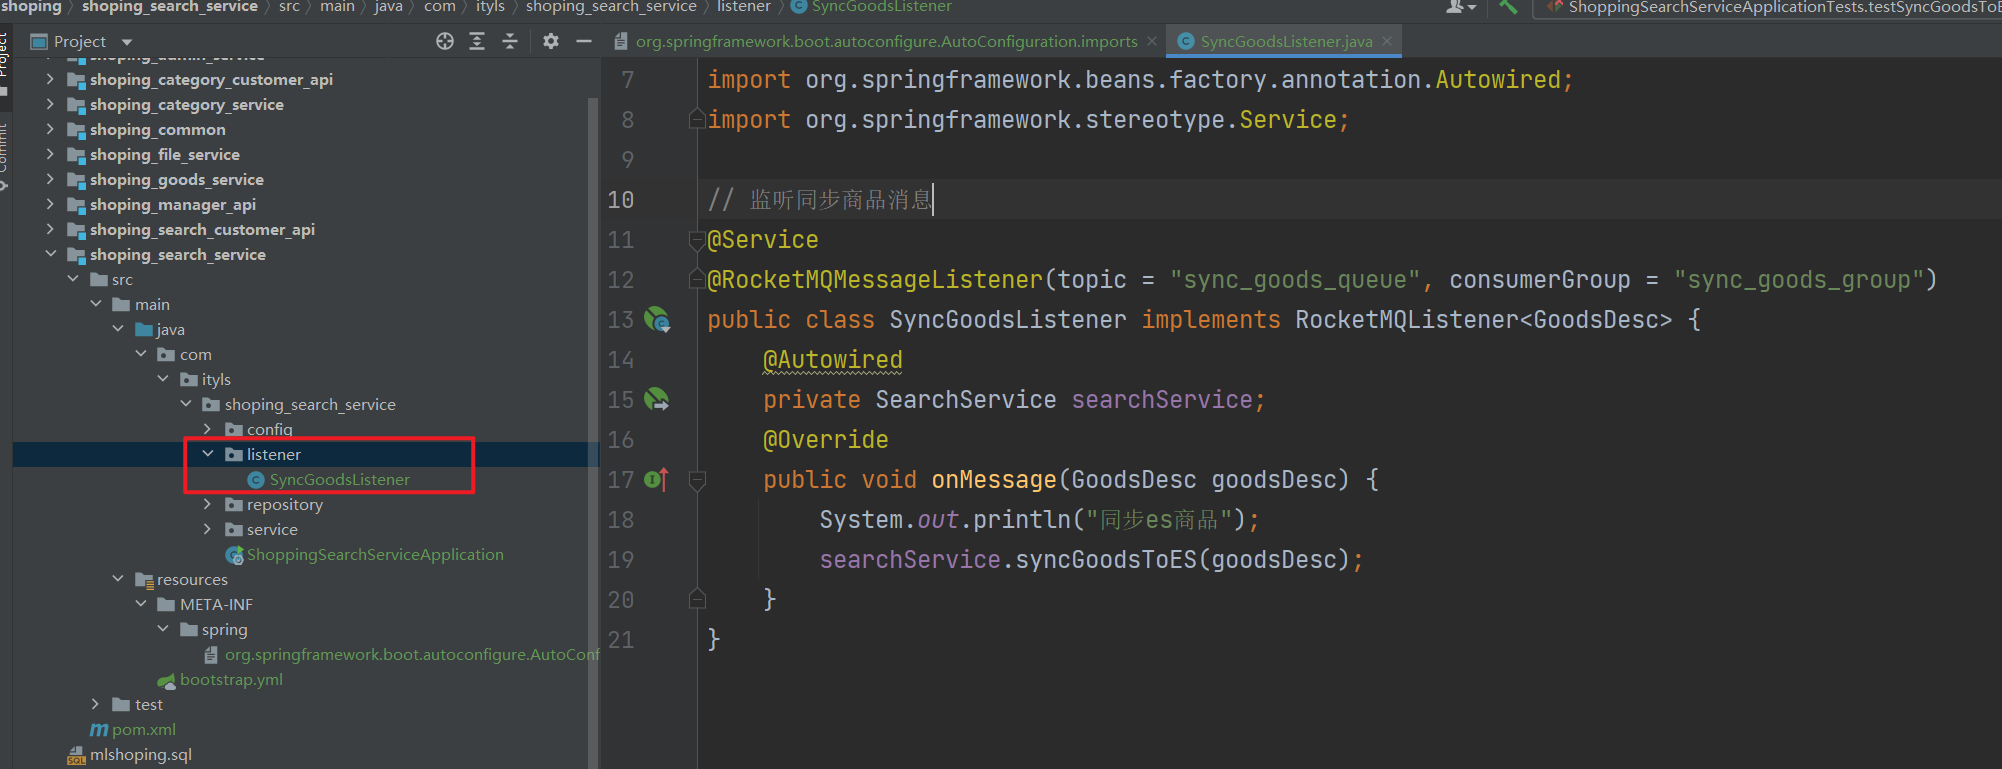 shoping › shoping_search_service › src › main › java › com › ityls › shoping_search_service › listener › SyncGoodsListener
ShoppingSearchServiceApplicationTests.testSyncGoodsToE
Project
Project
Commit
org.springframework.boot.autoconfigure.AutoConfiguration.imports
SyncGoodsListener.java
shoping_admin_service
shoping_category_customer_api
shoping_category_service
shoping_common
shoping_file_service
shoping_goods_service
shoping_manager_api
shoping_search_customer_api
shoping_search_service
src
main
java
com
ityls
shoping_search_service
config
listener
SyncGoodsListener
repository
service
ShoppingSearchServiceApplication
resources
META-INF
spring
org.springframework.boot.autoconfigure.AutoConf
bootstrap.yml
test
pom.xml
mlshoping.sql
7 import org.springframework.beans.factory.annotation.Autowired;
8 import org.springframework.stereotype.Service;
9
10 // 监听同步商品消息
11 @Service
12 @RocketMQMessageListener(topic = "sync_goods_queue", consumerGroup = "sync_goods_group")
13 public class SyncGoodsListener implements RocketMQListener<GoodsDesc> {
14 @Autowired
15 private SearchService searchService;
16 @Override
17 public void onMessage(GoodsDesc goodsDesc) {
18 System.out.println("同步es商品");
19 searchService.syncGoodsToES(goodsDesc);
20 }
21 }